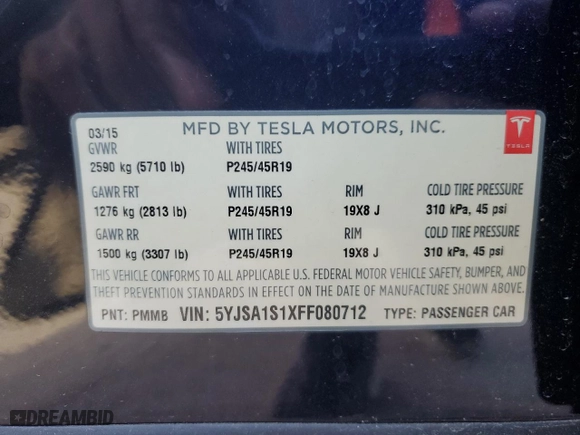 03/15 MFD BY TESLA MOTORS, INC.
TESLA
GVWR WITH TIRES
2590 kg (5710 lb) P245/45R19
GAWR FRT WITH TIRES RIM COLD TIRE PRESSURE
1276 kg (2813 lb) P245/45R19 19X8 J 310 kPa, 45 psi
GAWR RR WITH TIRES RIM COLD TIRE PRESSURE
1500 kg (3307 lb) P245/45R19 19X8 J 310 kPa, 45 psi
THIS VEHICLE CONFORMS TO ALL APPLICABLE U.S. FEDERAL MOTOR VEHICLE SAFETY, BUMPER, AND
THEFT PREVENTION STANDARDS IN EFFECT ON THE DATE OF MANUFACTURE SHOWN ABOVE.
PNT: PMMB VIN: 5YJSA1S1XFF080712 TYPE: PASSENGER CAR
DREAMBID